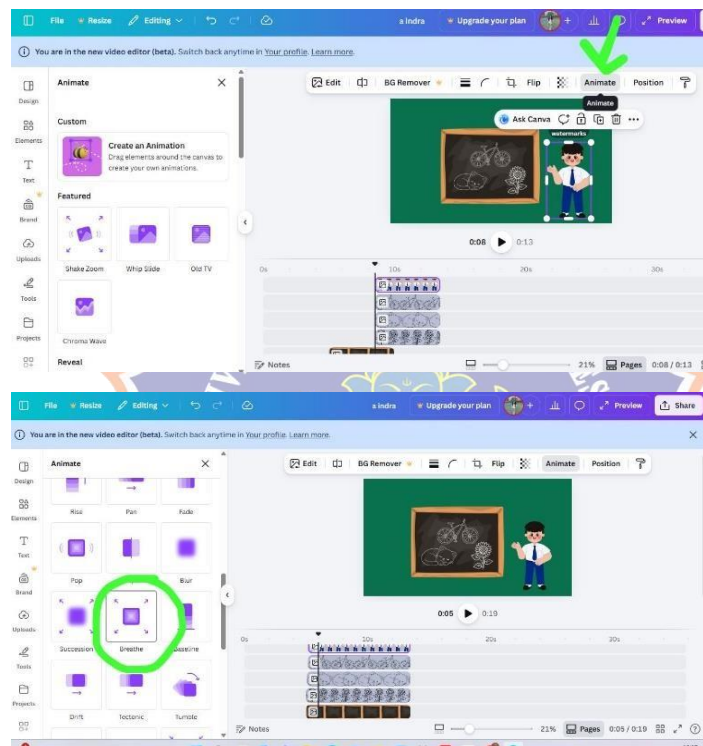 File Resize Editing a indra Upgrade your plan Preview
You are in the new video editor (beta). Switch back anytime in Your profile. Learn more.
Design
Elements
Text
Brand
Uploads
Tools
Projects
Animate
Custom
Create an Animation
Drag elements around the canvas to
create your own animations.
Featured
Shake Zoom Whip Slide Old TV
Chroma Wave
Reveal
Edit BG Remover Flip Animate Position
Animate
Ask Canva
watermarks
0:08 0:13
0s 10s 20s 30s
Notes 21% Pages 0:08 / 0:13
File Resize Editing a indra Upgrade your plan Preview Share
You are in the new video editor (beta). Switch back anytime in Your profile. Learn more.
Design
Elements
Text
Brand
Uploads
Tools
Projects
Animate
Rise Pan Fade
Pop Blur
Succession Breathe Baseline
Drift Tectonic Tumble
Edit BG Remover Flip Animate Position
0:05 0:19
0s 10s 20s 30s
Notes 21% Pages 0:05 / 0:19